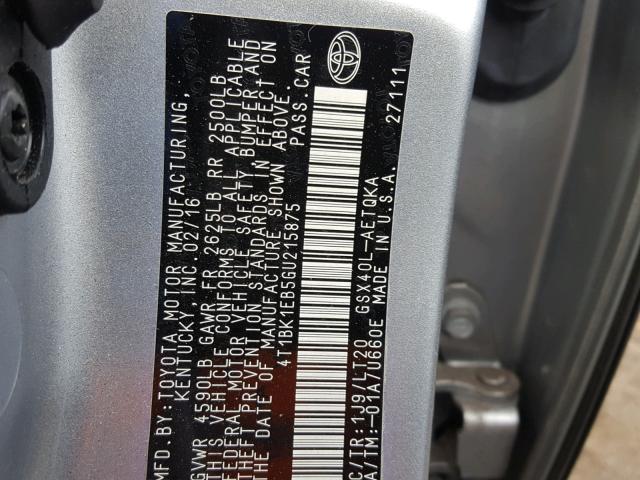 MFD. BY: TOYOTA MOTOR MANUFACTURING,
KENTUCKY, INC. 02/16
GVWR 4590LB GAWR FR 2625LB RR 2500LB
THIS VEHICLE CONFORMS TO ALL APPLICABLE
FEDERAL MOTOR VEHICLE SAFETY, BUMPER, AND
THEFT PREVENTION STANDARDS IN EFFECT ON
THE DATE OF MANUFACTURE SHOWN ABOVE.
4T1BK1EB5GU215875 PASS. CAR
C/TR:1J9/LT20 GSX40L-AETQKA
A/TM:-01A/U660E MADE IN U.S.A. 27111